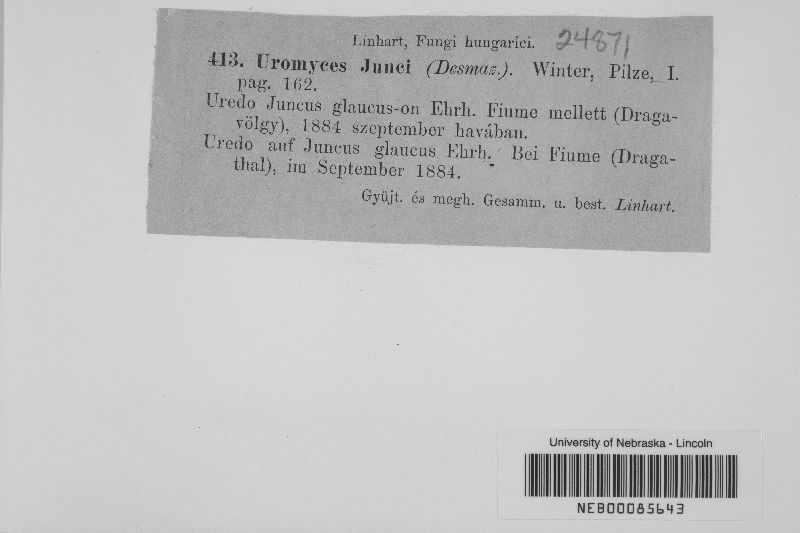 Linhart, Fungi hungarici. 24871
413. Uromyces Junci (Desmaz.). Winter, Pilze, I.
pag. 162.
Uredo Juncus glaucus-on Ehrh. Fiume mellett (Draga-
völgy), 1884 szeptember havában.
Uredo auf Juncus glaucus Ehrh. Bei Fiume (Draga-
thal), im September 1884.
Gyüjt. és megh. Gesamm. u. best. Linhart.
University of Nebraska - Lincoln
NEB00085643